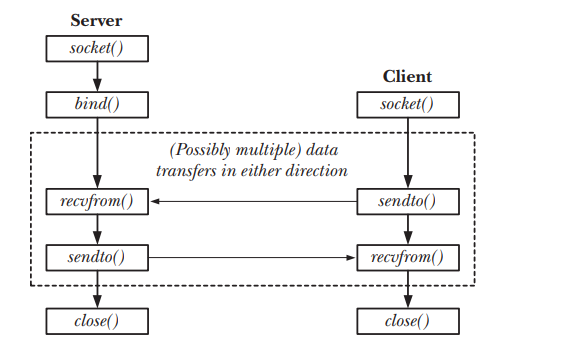 Server
socket()
Client
bind()
socket()
(Possibly multiple) data
transfers in either direction
recvfrom()
sendto()
sendto()
recvfrom()
close()
close()